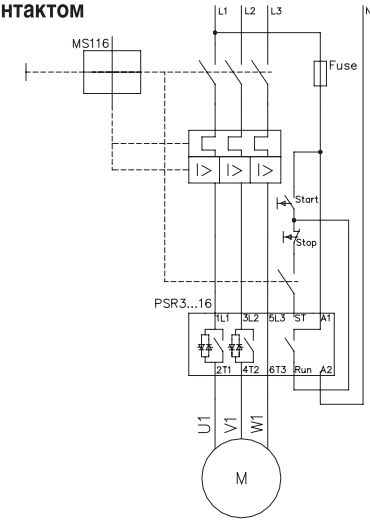 нтактом
L1 L2 L3 N
MS116
Fuse
I> I> I>
Start
Stop
PSR3...16
1L1 3L2 5L3 ST A1
2T1 4T2 6T3 Run A2
U1 V1 W1
M